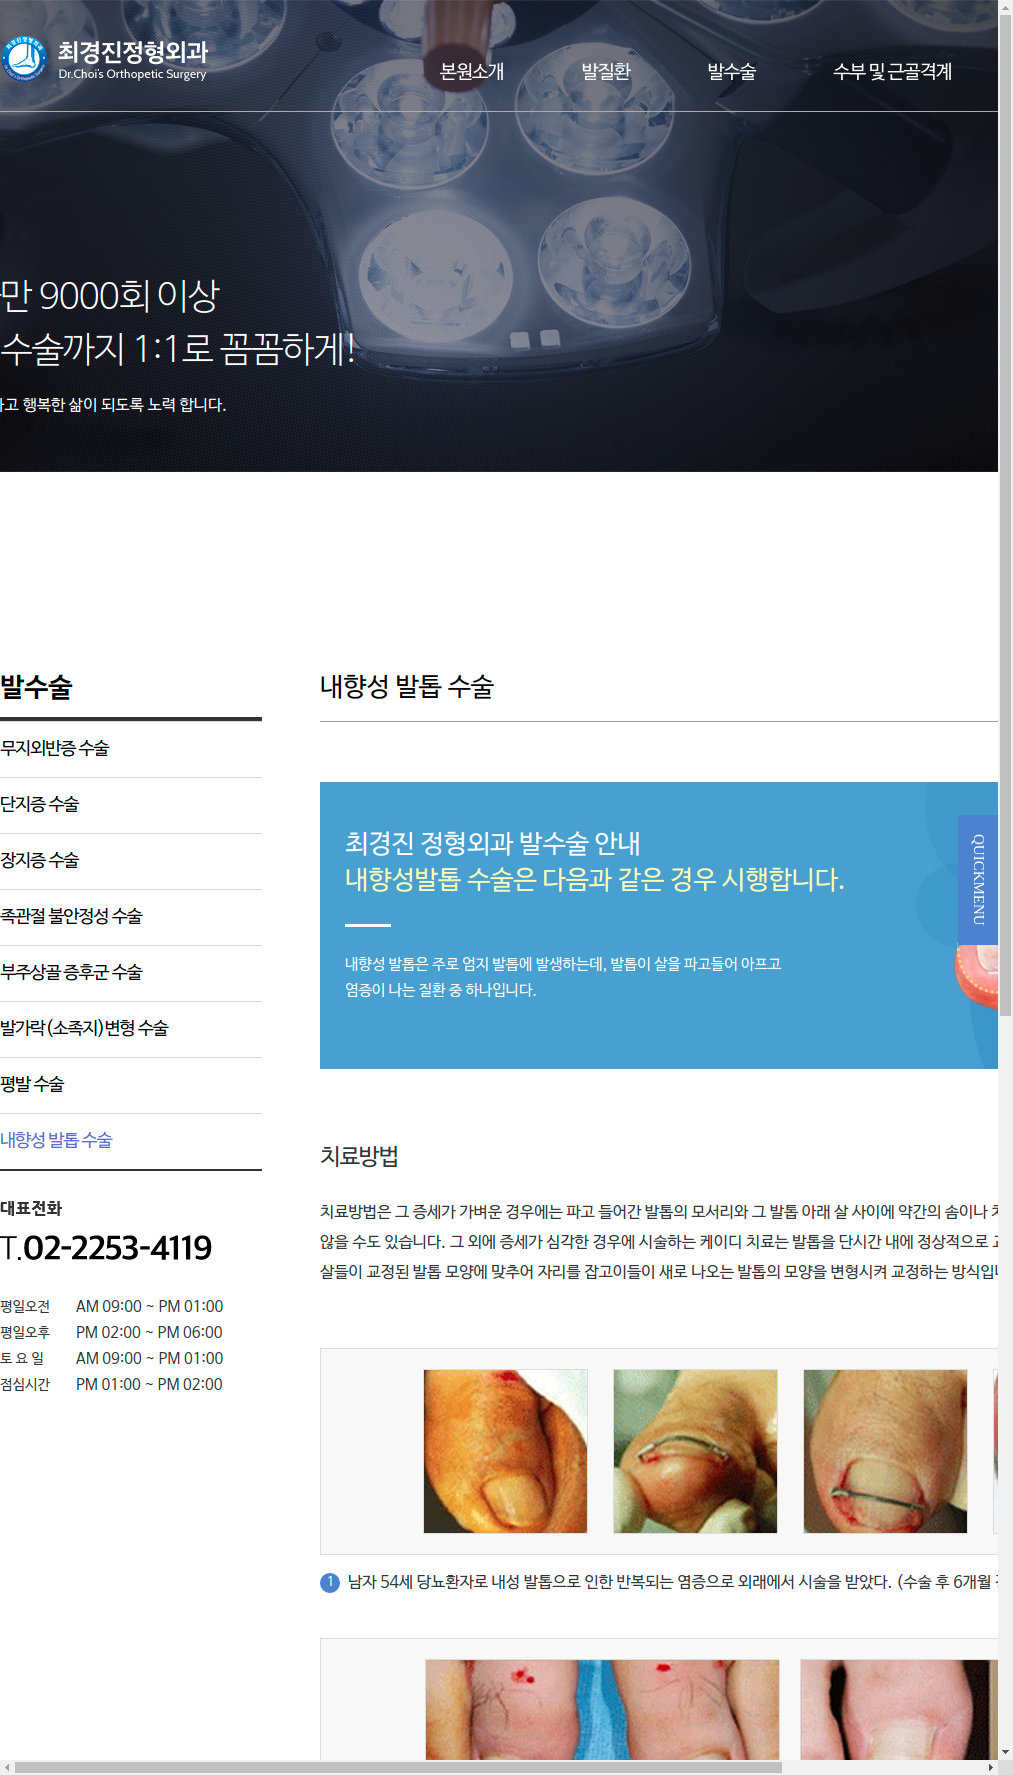 최경진정형외과
Dr.Choi's Orthopetic Surgery
본원소개
발질환
발수술
수부 및 근골격계
만 9000회 이상
수술까지 1:1로 꼼꼼하게!
고 행복한 삶이 되도록 노력 합니다.
발수술
무지외반증 수술
단지증 수술
장지증 수술
족관절 불안정성 수술
부주상골 증후군 수술
발가락(소족지)변형 수술
평발 수술
내향성 발톱 수술
대표전화
T.02-2253-4119
평일오전 AM 09:00 ~ PM 01:00
평일오후 PM 02:00 ~ PM 06:00
토 요 일 AM 09:00 ~ PM 01:00
점심시간 PM 01:00 ~ PM 02:00
내향성 발톱 수술
최경진 정형외과 발수술 안내
내향성발톱 수술은 다음과 같은 경우 시행합니다.
내향성 발톱은 주로 엄지 발톱에 발생하는데, 발톱이 살을 파고들어 아프고
염증이 나는 질환 중 하나입니다.
QUICKMENU
치료방법
치료방법은 그 증세가 가벼운 경우에는 파고 들어간 발톱의 모서리와 그 발톱 아래 살 사이에 약간의 솜이나
않을 수도 있습니다. 그 외에 증세가 심각한 경우에 시술하는 케이디 치료는 발톱을 단시간 내에 정상적으로
살들이 교정된 발톱 모양에 맞추어 자리를 잡고이들이 새로 나오는 발톱의 모양을 변형시켜 교정하는 방식입
1 남자 54세 당뇨환자로 내성 발톱으로 인한 반복되는 염증으로 외래에서 시술을 받았다. (수술 후 6개월